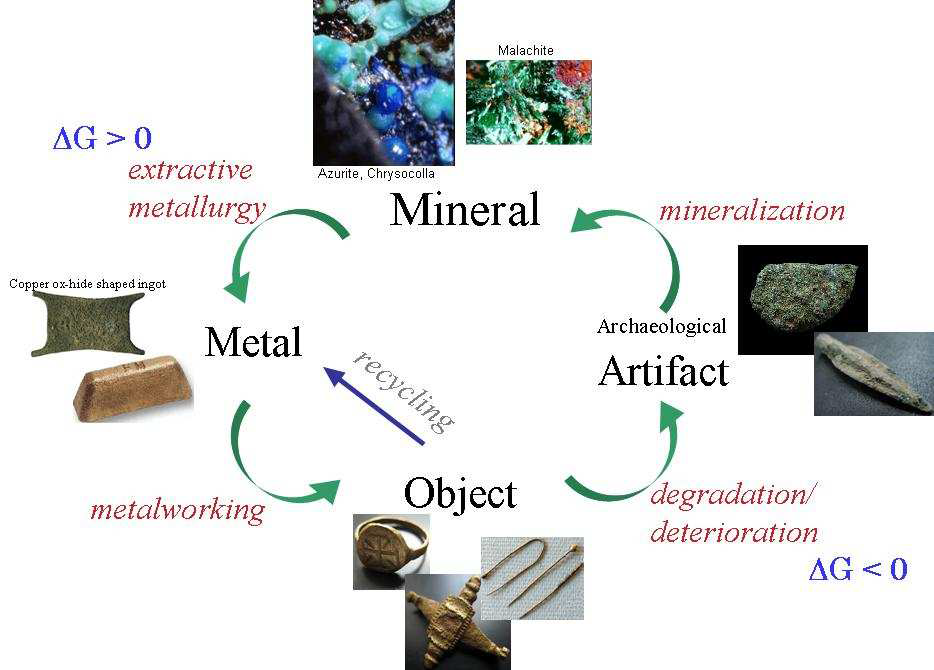 Malachite
ΔG > 0
Azurite, Chrysocolla
extractive
metallurgy
Mineral
mineralization
Copper ox-hide shaped ingot
Archaeological
Metal
Artifact
recycling
Object
degradation/
deterioration
metalworking
ΔG < 0